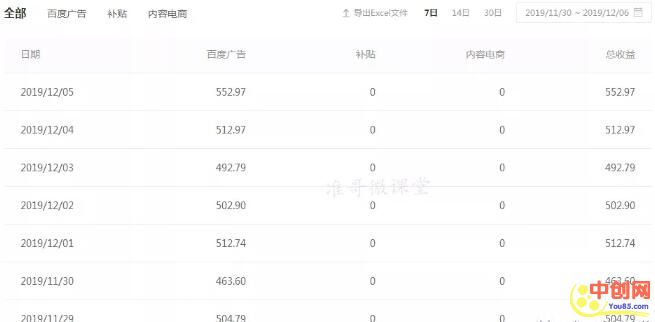 全部 百度广告 补贴 内容电商 导出Excel文件 7日 14日 30日 2019/11/30 ~ 2019/12/06
日期 百度广告 补贴 内容电商 总收益
2019/12/05 552.97 0 0 552.97
2019/12/04 512.97 0 0 512.97
2019/12/03 492.79 0 0 492.79
准哥微课堂
2019/12/02 502.90 0 0 502.90
2019/12/01 512.74 0 0 512.74
2019/11/30 463.60 0 0 463.60
中创网
You85.com
2019/11/29 504.79 0 0 504.79